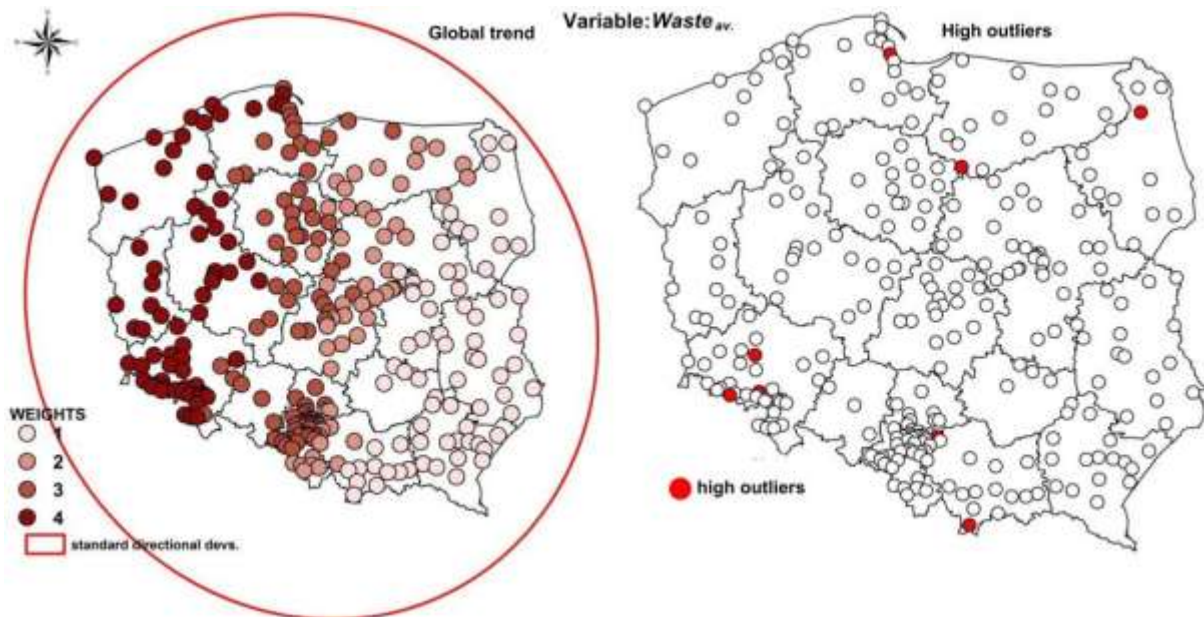 Global trend
Variable: Waste av.
High outliers
WEIGHTS
1
2
3
4
standard directional devs.
high outliers